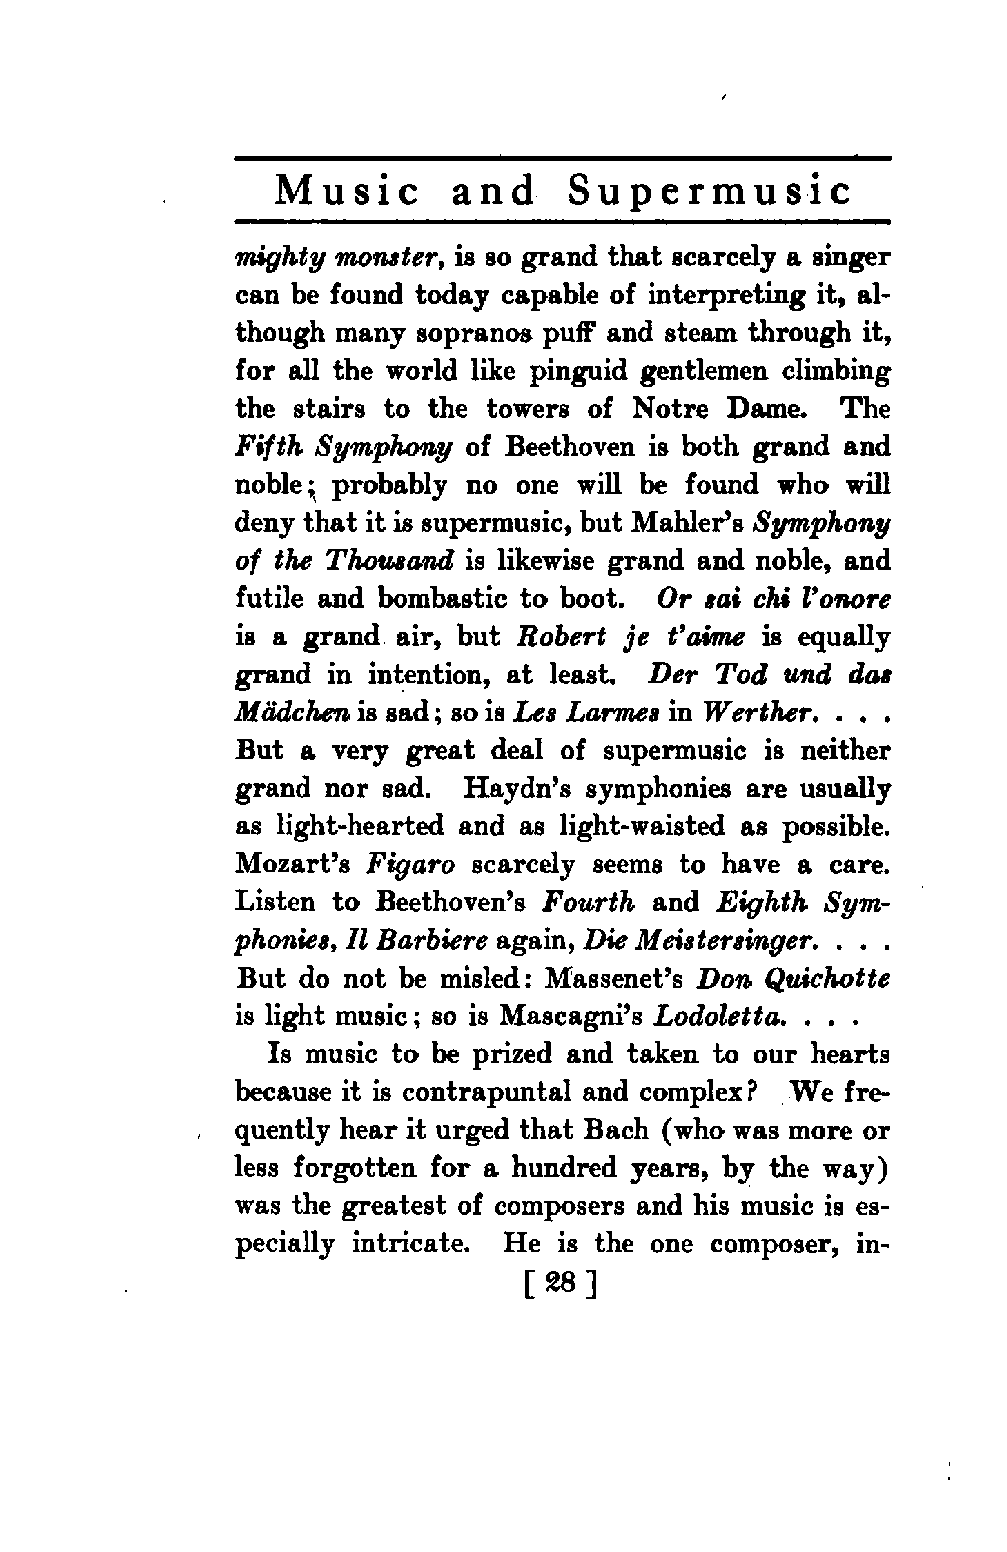 Music and Supermusic
mighty monster, is so grand that scarcely a singer
can be found today capable of interpreting it, al-
though many sopranos puff and steam through it,
for all the world like pinguid gentlemen climbing
the stairs to the towers of Notre Dame. The
Fifth Symphony of Beethoven is both grand and
noble; probably no one will be found who will
deny that it is supermusic, but Mahler's Symphony
of the Thousand is likewise grand and noble, and
futile and bombastic to boot. Or sai chi l'onore
is a grand air, but Robert je t'aime is equally
grand in intention, at least. Der Tod und das
Mädchen is sad; so is Les Larmes in Werther. . . .
But a very great deal of supermusic is neither
grand nor sad. Haydn's symphonies are usually
as light-hearted and as light-waisted as possible.
Mozart's Figaro scarcely seems to have a care.
Listen to Beethoven's Fourth and Eighth Sym-
phonies, Il Barbiere again, Die Meistersinger. . . .
But do not be misled: Massenet's Don Quichotte
is light music; so is Mascagni's Lodoletta. . . .
Is music to be prized and taken to our hearts
because it is contrapuntal and complex? We fre-
quently hear it urged that Bach (who was more or
less forgotten for a hundred years, by the way)
was the greatest of composers and his music is es-
pecially intricate. He is the one composer, in-
[ 28 ]